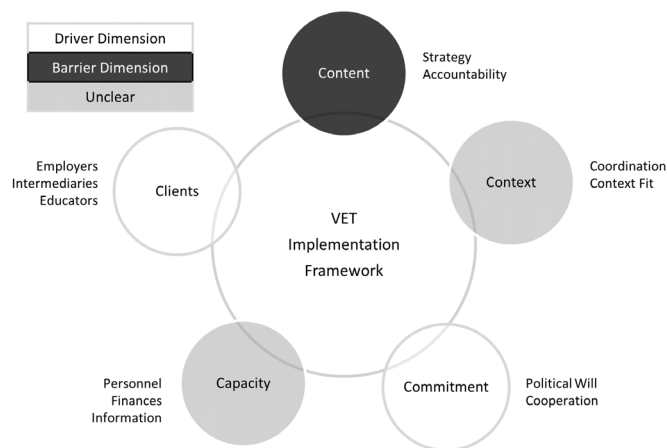 Driver Dimension
Barrier Dimension
Unclear
Content
Strategy
Accountability
Employers
Intermediaries
Educators
Clients
Context
Coordination
Context Fit
VET
Implementation
Framework
Personnel
Finances
Information
Capacity
Commitment
Political Will
Cooperation